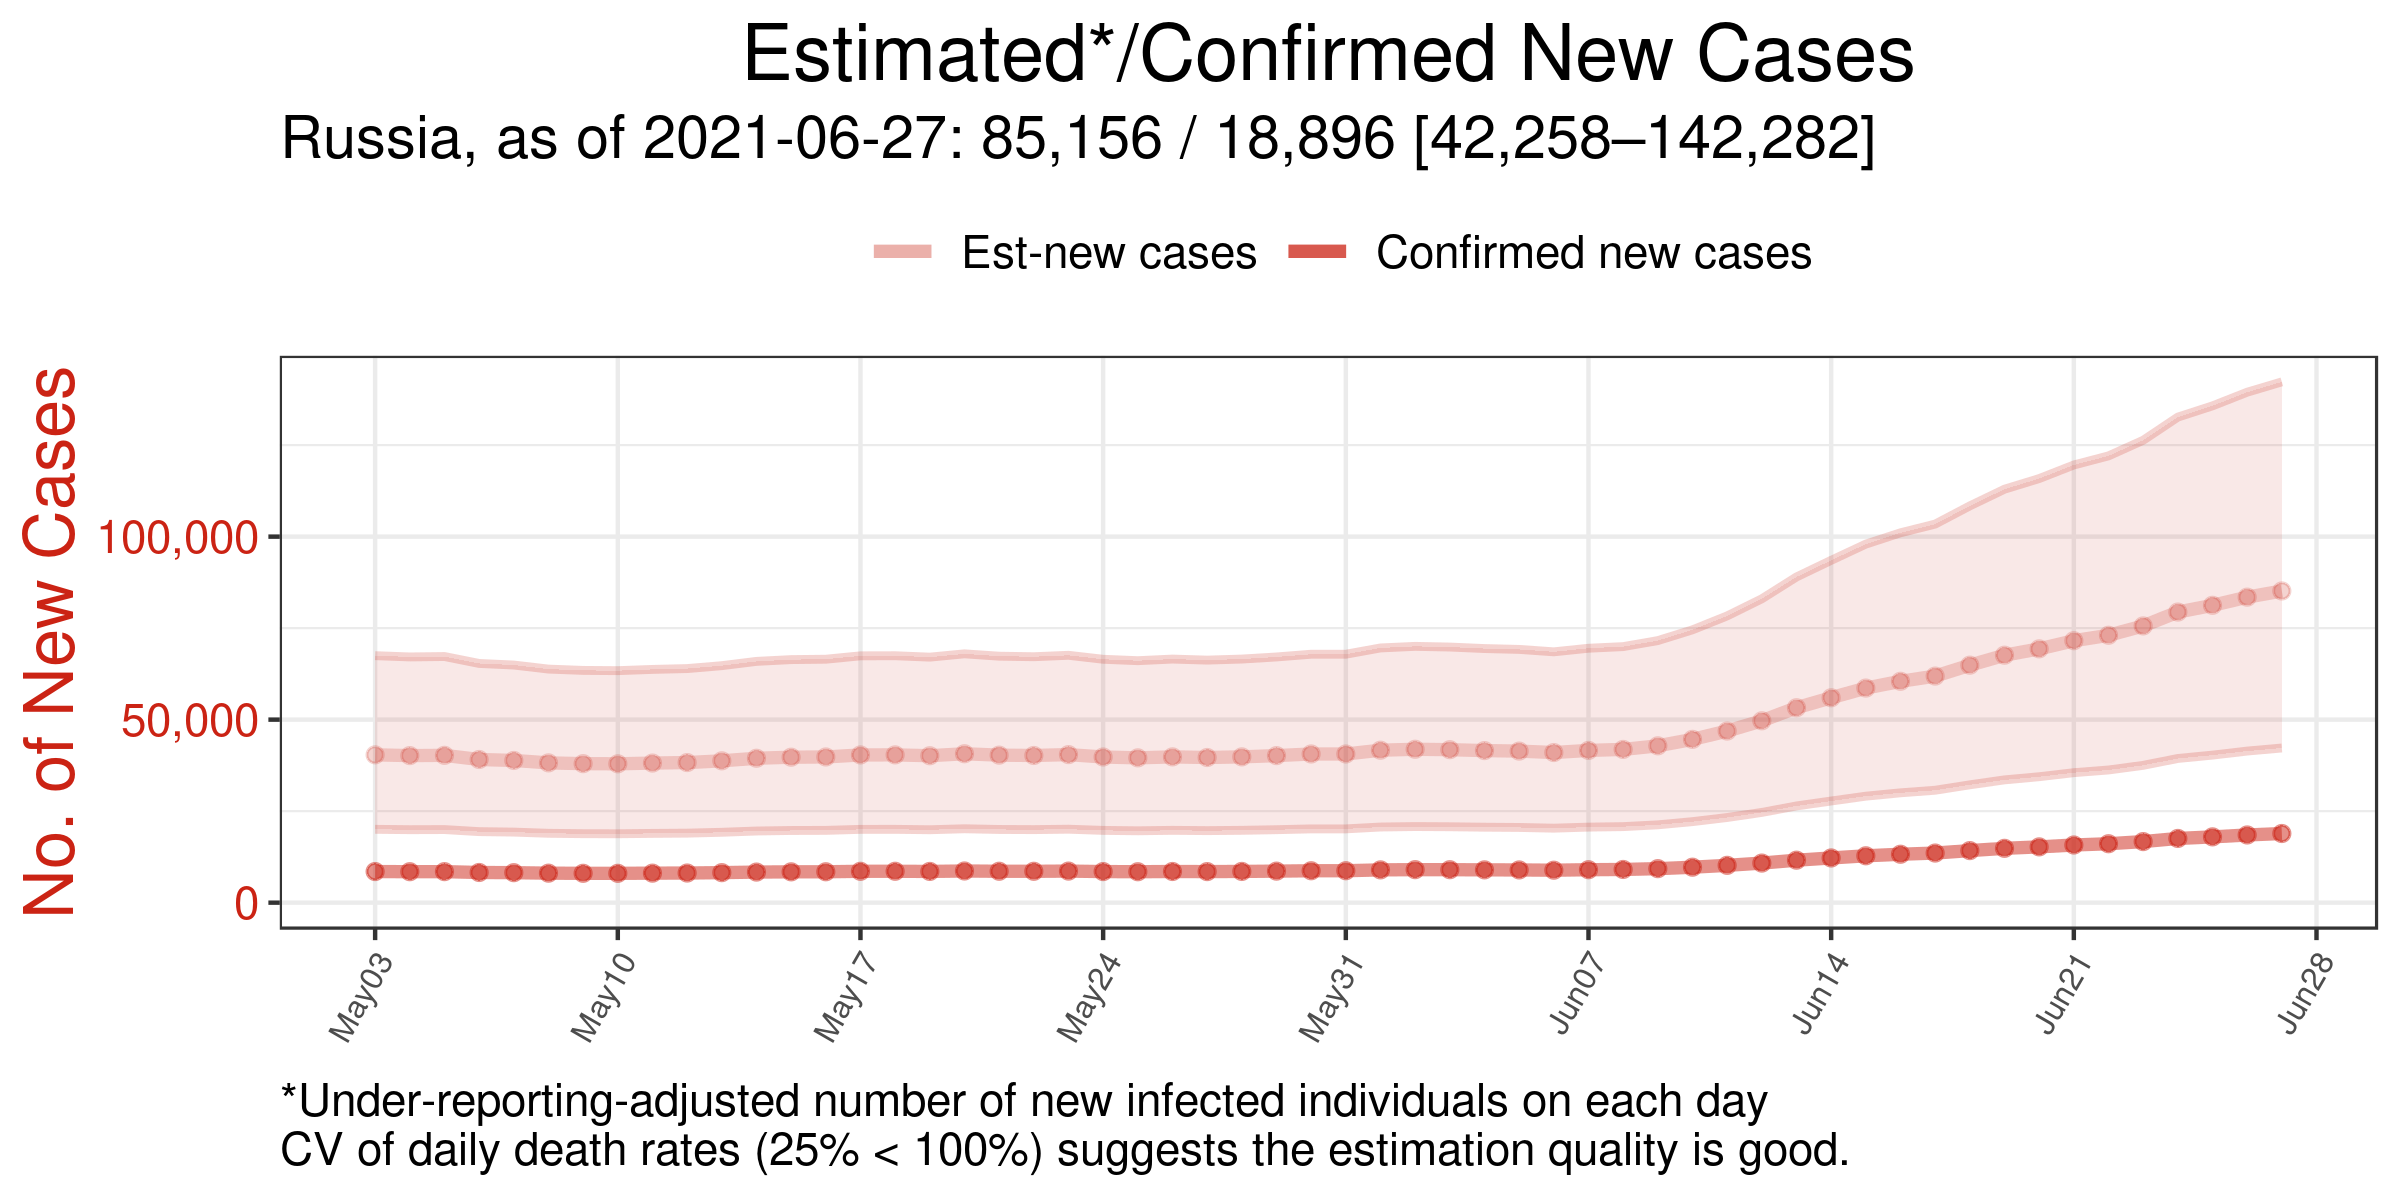 Estimated*/Confirmed New Cases
Russia, as of 2021-06-27: 85,156 / 18,896 [42,258–142,282]
Est-new cases
Confirmed new cases
No. of New Cases
100,000
50,000
0
May03
May10
May17
May24
May31
Jun07
Jun14
Jun21
Jun28
*Under-reporting-adjusted number of new infected individuals on each day
CV of daily death rates (25% < 100%) suggests the estimation quality is good.